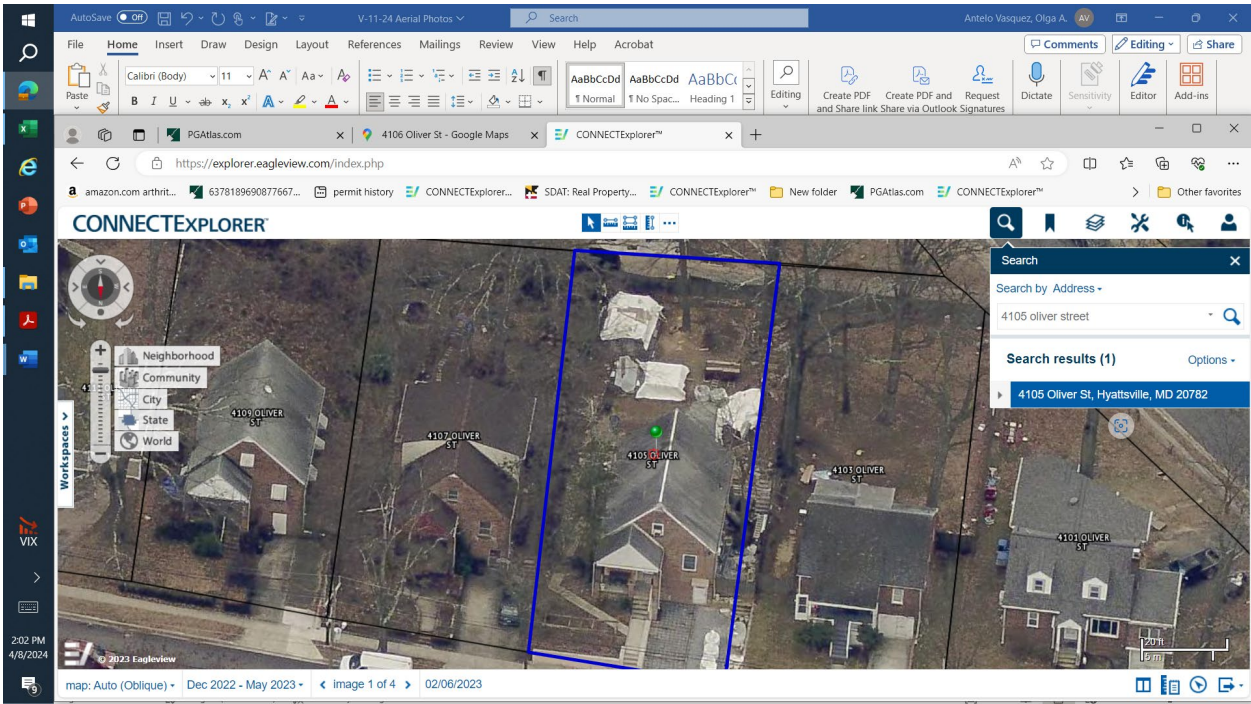 AutoSave Off V-11-24 Aerial Photos Search Antelo Vasquez, Olga A. AV
File Home Insert Draw Design Layout References Mailings Review View Help Acrobat Comments Editing Share
Paste
Calibri (Body) 11
AaBbCcDd AaBbCcDd AaBbC
¶ Normal ¶ No Spac... Heading 1
Editing
Create PDF and Share link
Create PDF and Share via Outlook
Request Signatures
Dictate
Sensitivity
Editor
Add-ins
PGAtlas.com 4106 Oliver St - Google Maps CONNECTExplorer™
https://explorer.eagleview.com/index.php
amazon.com arthrit... 6378189690877667... permit history CONNECTExplorer... SDAT: Real Property... CONNECTExplorer™ New folder PGAtlas.com CONNECTExplorer™ Other favorites
CONNECTEXPLORER™
Search
Search by Address
4105 oliver street
Search results (1) Options
4105 Oliver St, Hyattsville, MD 20782
Neighborhood
Community
City
State
World
Workspaces
4109 OLIVER
ST
4107 OLIVER
ST
4105 OLIVER
ST
4103 OLIVER
ST
4101 OLIVER
ST
20 ft
5 m
© 2023 Eagleview
map: Auto (Oblique) Dec 2022 - May 2023 image 1 of 4 02/06/2023
VIX
2:02 PM
4/8/2024
9